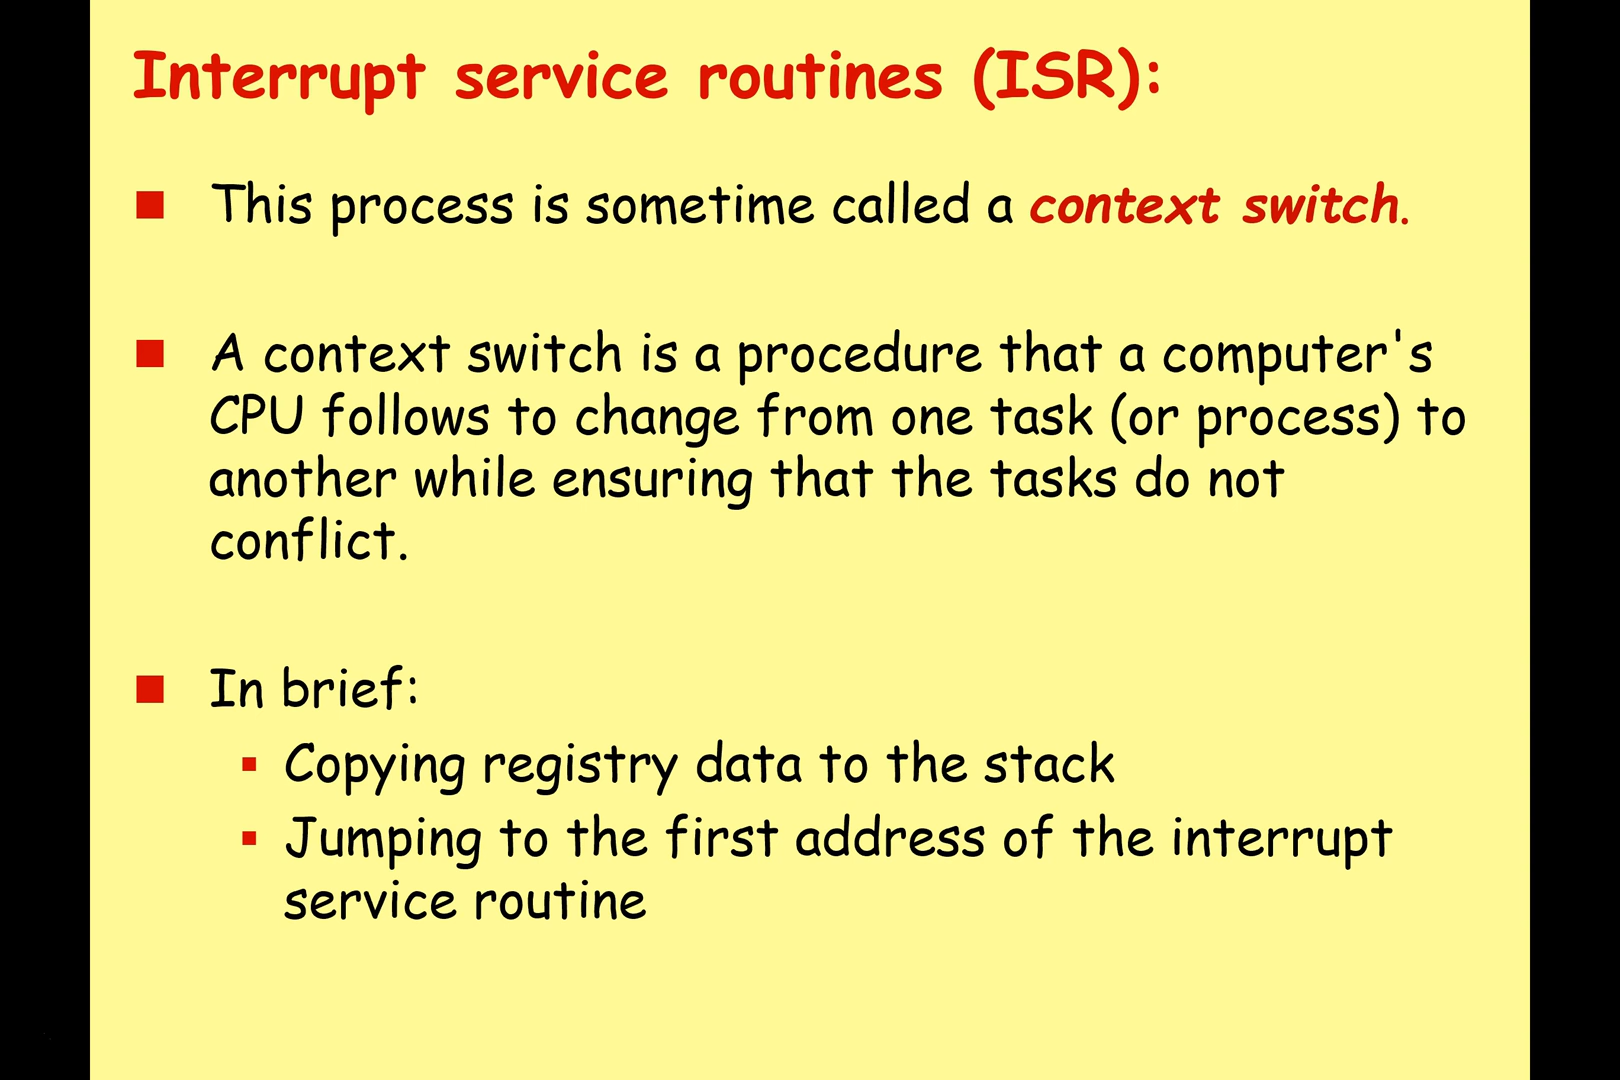 Interrupt service routines (ISR):
This process is sometime called a context switch.
A context switch is a procedure that a computer's
CPU follows to change from one task (or process) to
another while ensuring that the tasks do not
conflict.
In brief:
Copying registry data to the stack
Jumping to the first address of the interrupt
service routine